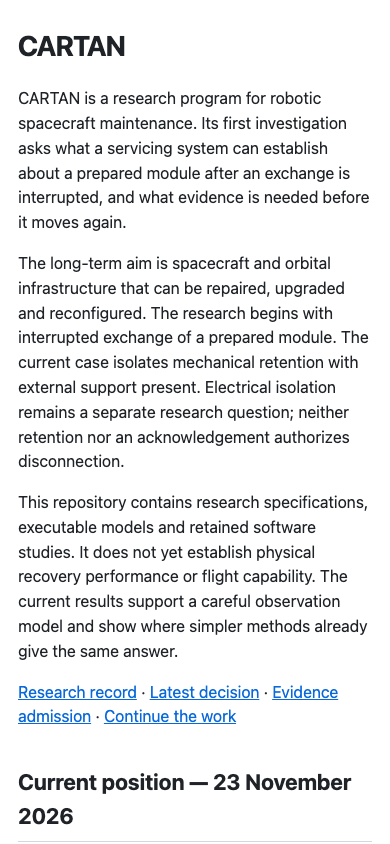 CARTAN
CARTAN is a research program for robotic
spacecraft maintenance. Its first investigation
asks what a servicing system can establish
about a prepared module after an exchange is
interrupted, and what evidence is needed before
it moves again.
The long-term aim is spacecraft and orbital
infrastructure that can be repaired, upgraded
and reconfigured. The research begins with
interrupted exchange of a prepared module. The
current case isolates mechanical retention with
external support present. Electrical isolation
remains a separate research question; neither
retention nor an acknowledgement authorizes
disconnection.
This repository contains research specifications,
executable models and retained software
studies. It does not yet establish physical
recovery performance or flight capability. The
current results support a careful observation
model and show where simpler methods already
give the same answer.
Research record · Latest decision · Evidence
admission · Continue the work
Current position — 23 November
2026